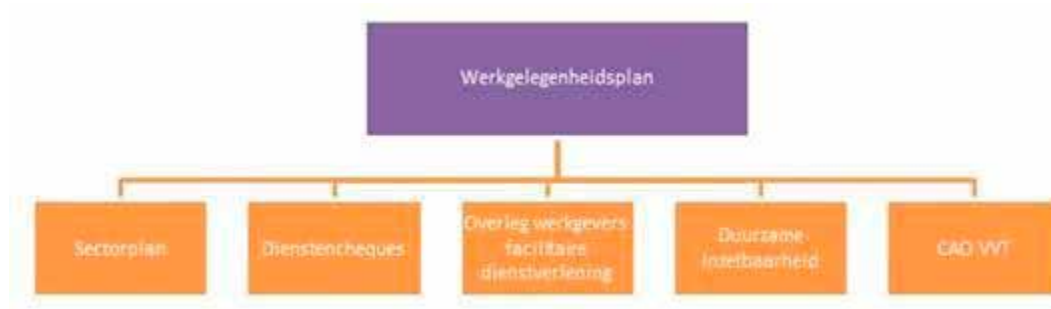 Werkgelegenheidsplan
Sectorplan
Dienstencheques
Overleg werkgevers
facilitaire
dienstverlening
Duurzame
inzetbaarheid
CAO VVT